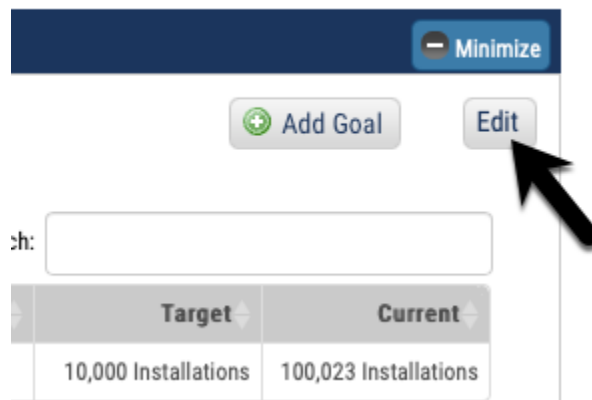 Minimize
Add Goal Edit
ch:
Target Current
10,000 Installations 100,023 Installations